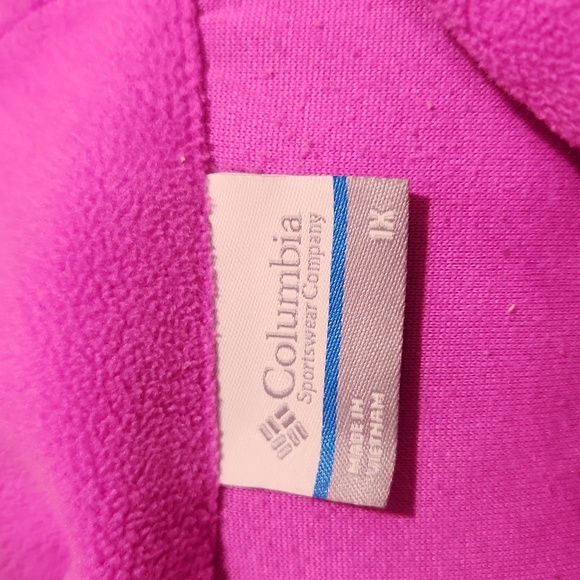 Columbia
Sportswear Company
1X
MADE IN
VIETNAM